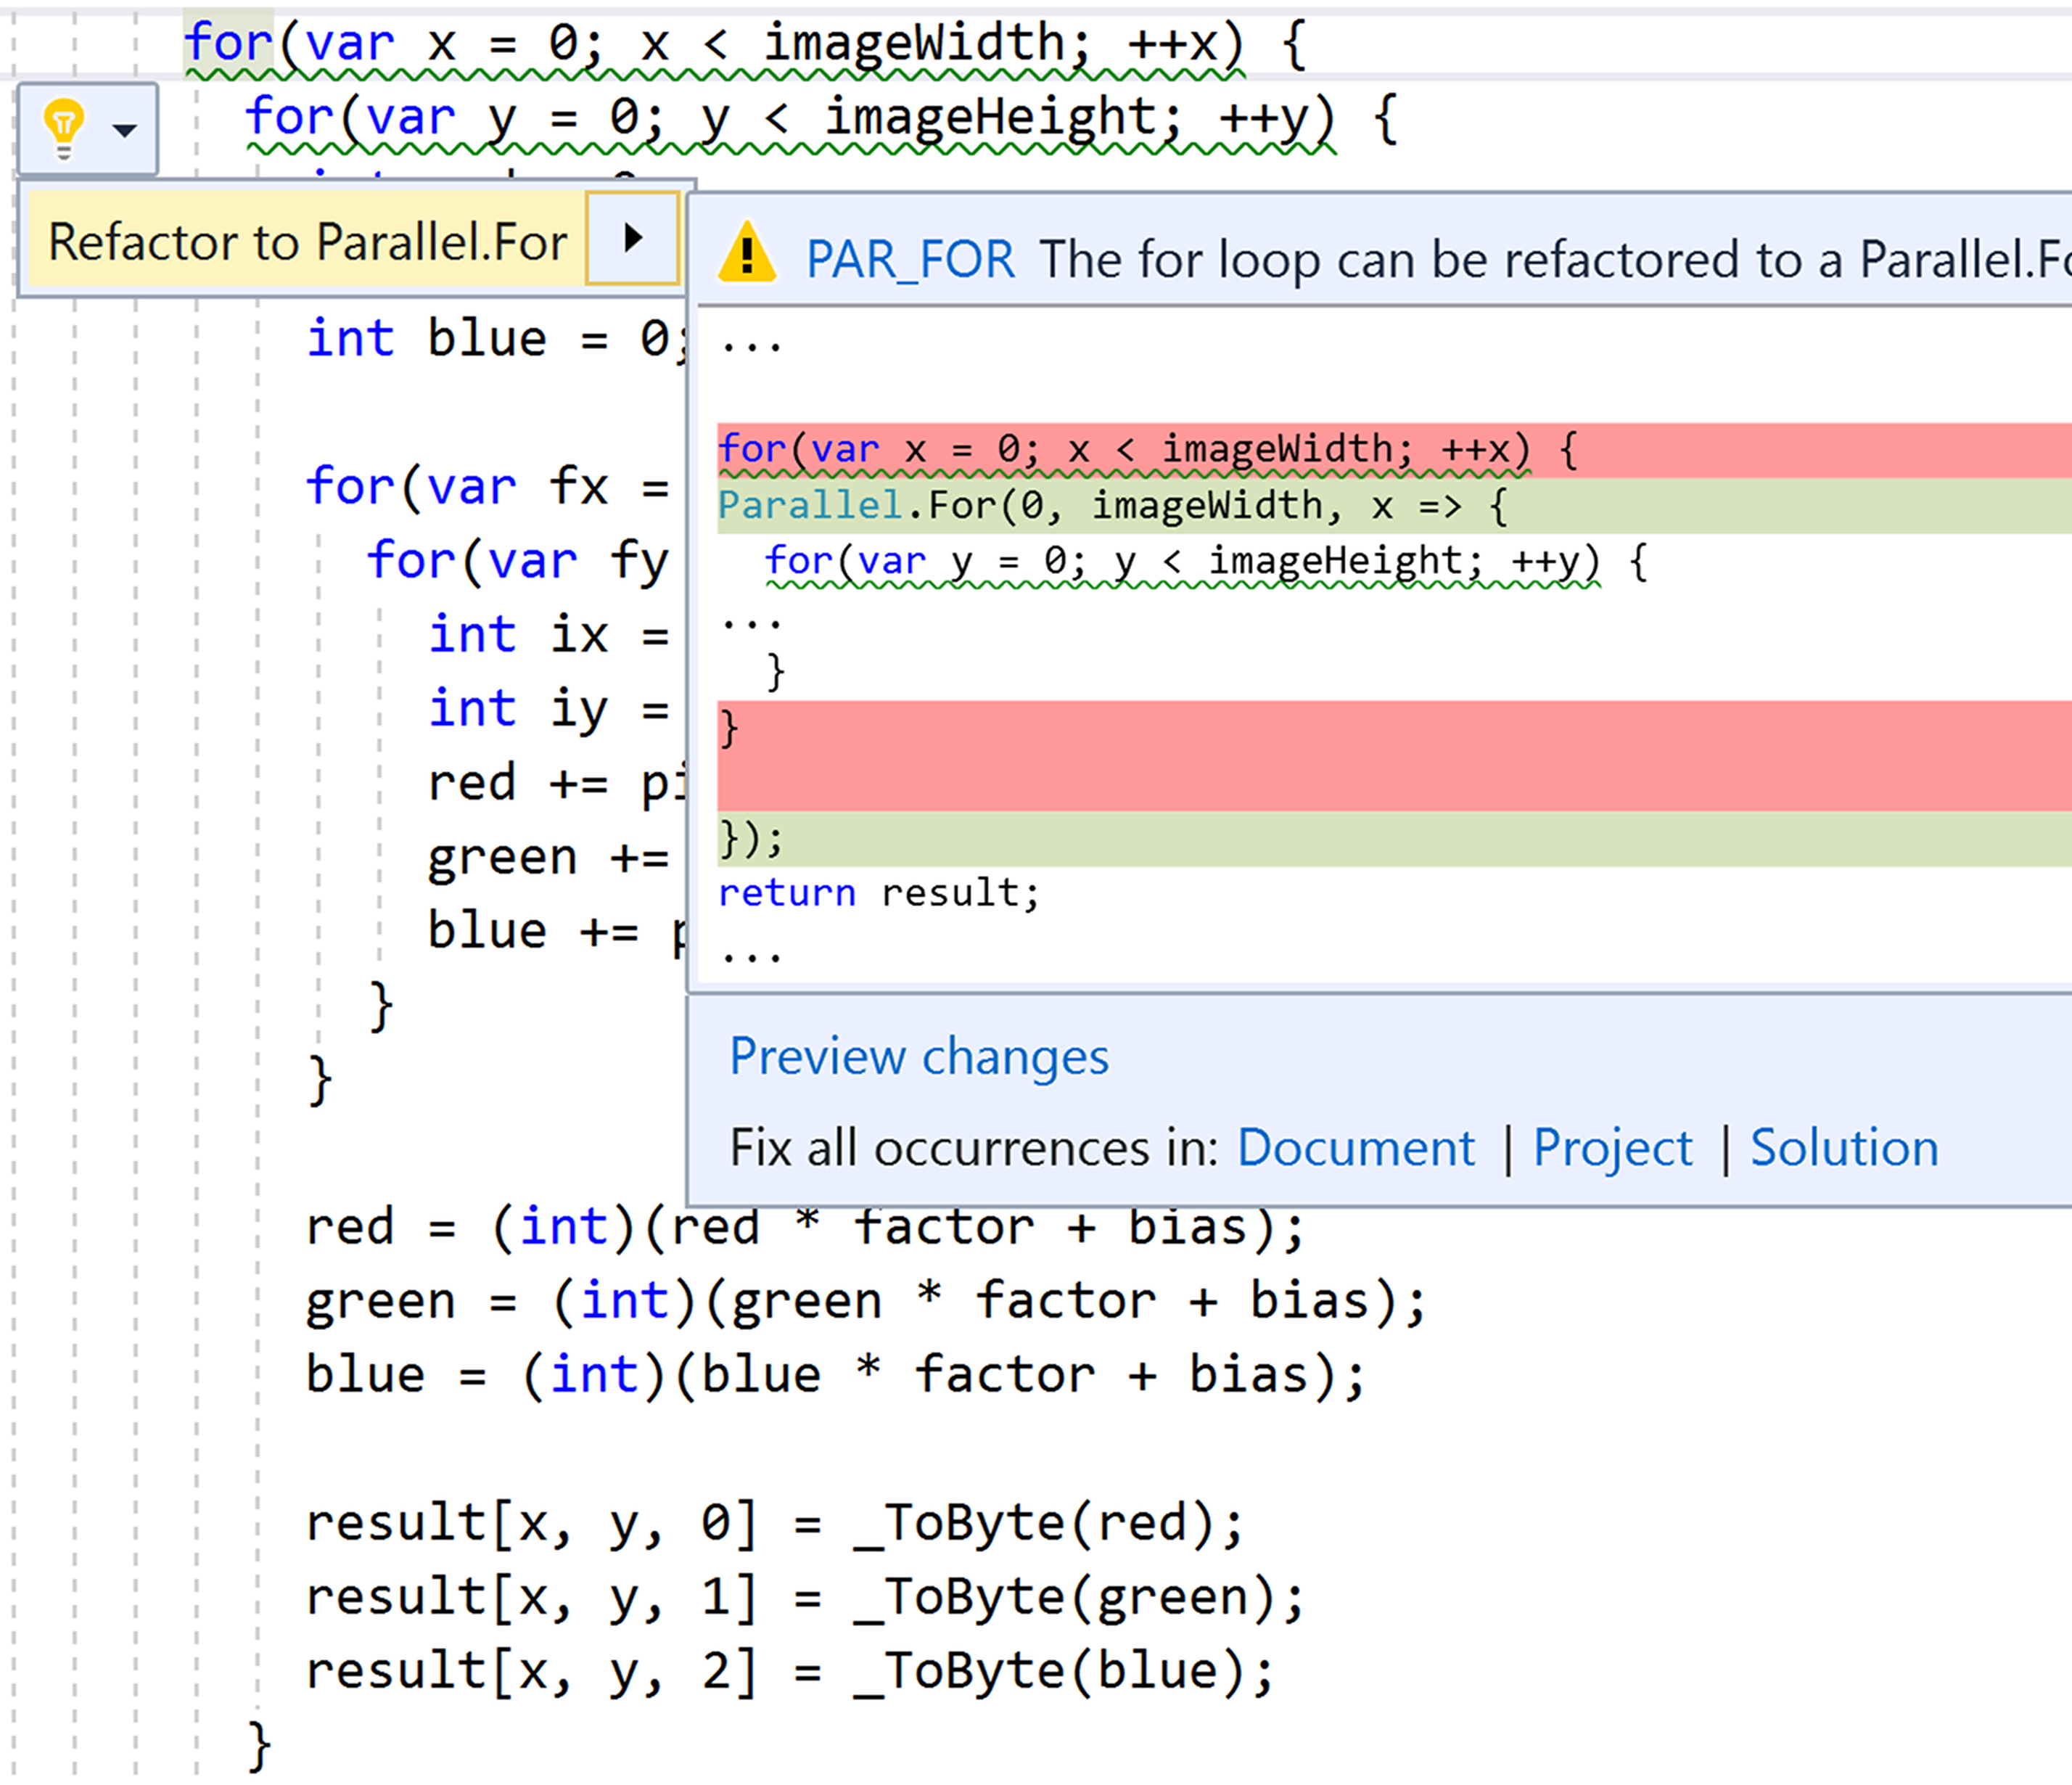 for(var x = 0; x < imageWidth; ++x) {
for(var y = 0; y < imageHeight; ++y) {
Refactor to Parallel.For
PAR_FOR The for loop can be refactored to a
int blue = 0;
...
for(var x = 0; x < imageWidth; ++x) {
Parallel.For(0, imageWidth, x => {
for(var y = 0; y < imageHeight; ++y) {
...
}
}
});
return result;
...
Preview changes
Fix all occurrences in: Document | Project | Solution
for(var fx =
for(var fy
int ix =
int iy =
red +=
green +=
blue +=
}
}
red = (int)(red * factor + bias);
green = (int)(green * factor + bias);
blue = (int)(blue * factor + bias);
result[x, y, 0] = _ToByte(red);
result[x, y, 1] = _ToByte(green);
result[x, y, 2] = _ToByte(blue);
}